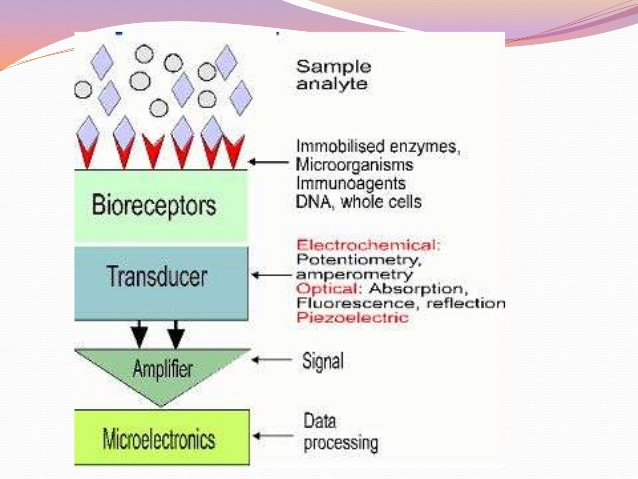 Sample
analyte
Immobilised enzymes,
Microorganisms
Immunoagents
DNA, whole cells
Bioreceptors
Electrochemical:
Potentiometry,
amperometry
Optical: Absorption,
Fluorescence, reflection
Piezoelectric
Transducer
Amplifier
Signal
Microelectronics
Data
processing